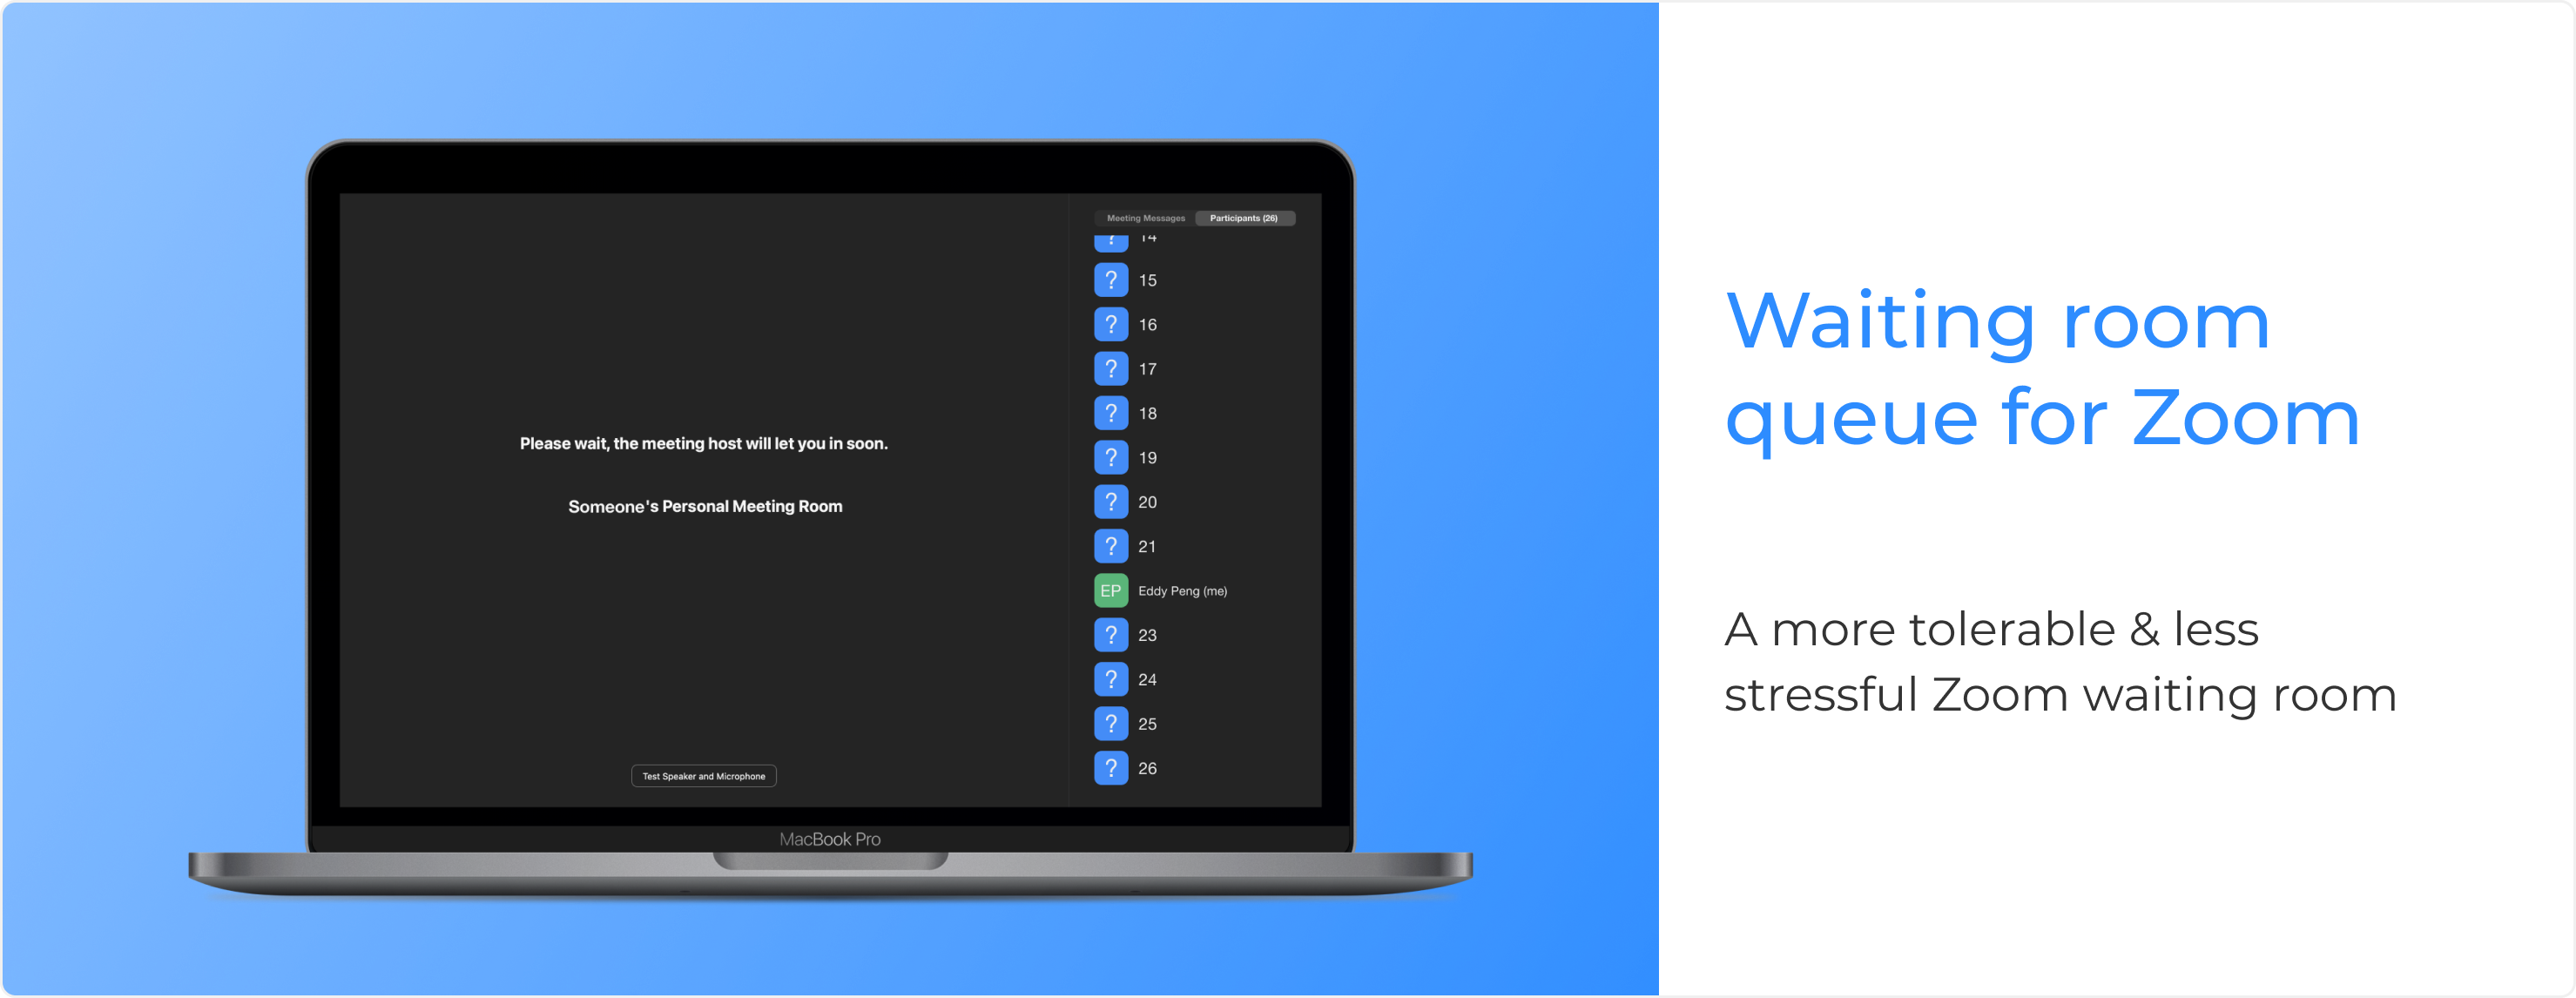 Meeting Messages
Participants (26)
? 14
? 15
? 16
? 17
? 18
? 19
? 20
? 21
EP Eddy Peng (me)
? 23
? 24
? 25
? 26
Please wait, the meeting host will let you in soon.
Someone's Personal Meeting Room
Test Speaker and Microphone
MacBook Pro
Waiting room
queue for Zoom
A more tolerable & less
stressful Zoom waiting room